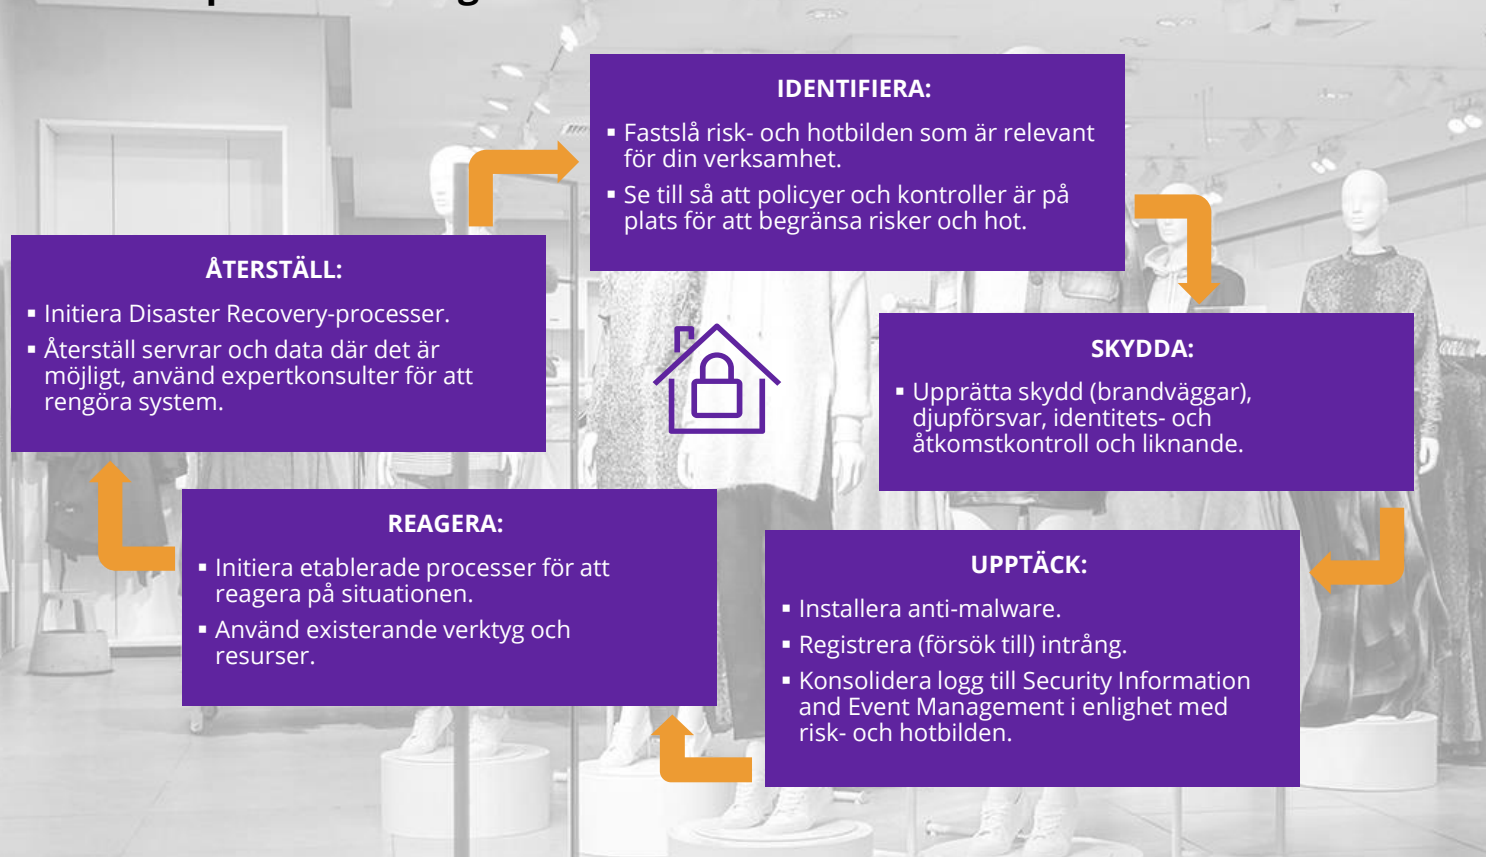 IDENTIFIERA:
▪ Fastslå risk- och hotbilden som är relevant
för din verksamhet.
▪ Se till så att policyer och kontroller är på
plats för att begränsa risker och hot.
SKYDDA:
▪ Upprätta skydd (brandväggar),
djupförsvar, identitets- och
åtkomstkontroll och liknande.
UPPTÄCK:
▪ Installera anti-malware.
▪ Registrera (försök till) intrång.
▪ Konsolidera logg till Security Information
and Event Management i enlighet med
risk- och hotbilden.
REAGERA:
▪ Initiera etablerade processer för att
reagera på situationen.
▪ Använd existerande verktyg och
resurser.
ÅTERSTÄLL:
▪ Initiera Disaster Recovery-processer.
▪ Återställ servrar och data där det är
möjligt, använd expertkonsulter för att
rengöra system.